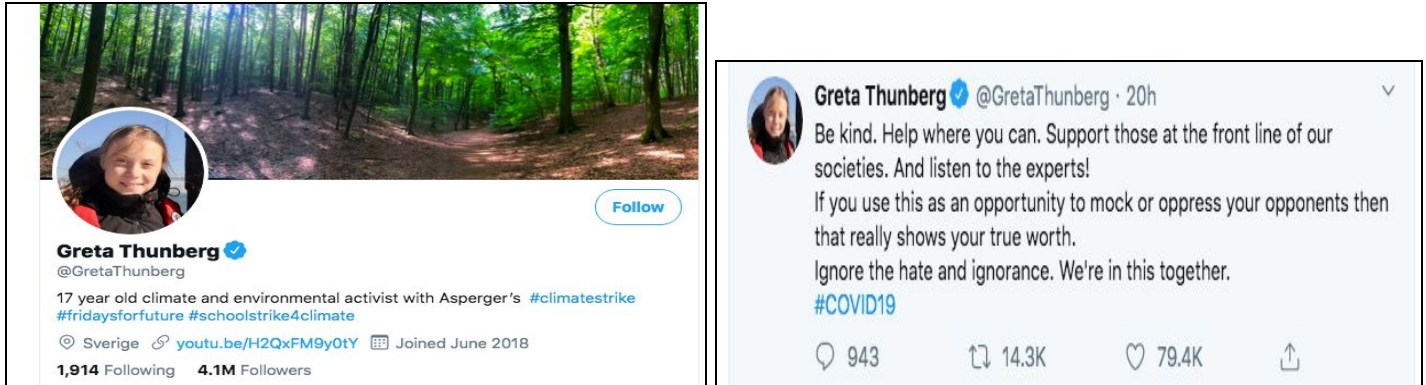 Follow
Greta Thunberg
@GretaThunberg
17 year old climate and environmental activist with Asperger's #climatestrike
#fridaysforfuture #schoolstrike4climate
Sverige youtu.be/H2QxFM9y0tY Joined June 2018
1,914 Following 4.1M Followers
Greta Thunberg @GretaThunberg · 20h
Be kind. Help where you can. Support those at the front line of our
societies. And listen to the experts!
If you use this as an opportunity to mock or oppress your opponents then
that really shows your true worth.
Ignore the hate and ignorance. We're in this together.
#COVID19
943 14.3K 79.4K